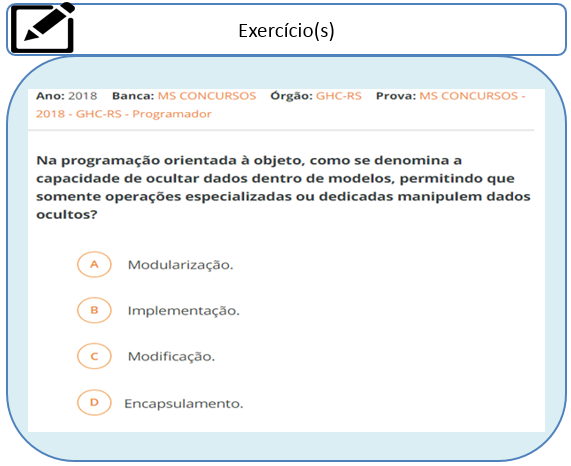 Exercício(s)
Ano: 2018 Banca: MS CONCURSOS Órgão: GHC-RS Prova: MS CONCURSOS -
2018 - GHC-RS - Programador
Na programação orientada à objeto, como se denomina a
capacidade de ocultar dados dentro de modelos, permitindo que
somente operações especializadas ou dedicadas manipulem dados
ocultos?
A Modularização.
B Implementação.
C Modificação.
D Encapsulamento.